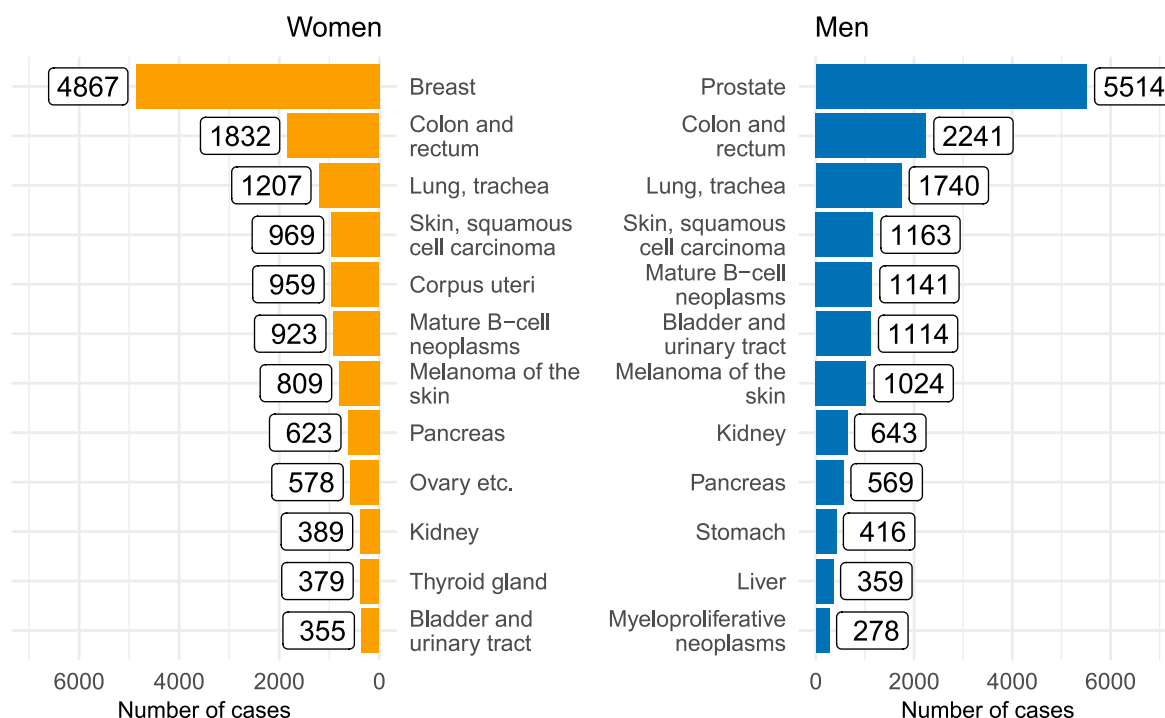 Women
4867
Breast
1832
Colon and
rectum
1207
Lung, trachea
969
Skin, squamous
cell carcinoma
959
Corpus uteri
923
Mature B−cell
neoplasms
809
Melanoma of the
skin
623
Pancreas
578
Ovary etc.
389
Kidney
379
Thyroid gland
355
Bladder and
urinary tract
6000 4000 2000 0
Number of cases
Men
Prostate
5514
Colon and
rectum
2241
Lung, trachea
1740
Skin, squamous
cell carcinoma
1163
Mature B−cell
neoplasms
1141
Bladder and
urinary tract
1114
Melanoma of the
skin
1024
Kidney
643
Pancreas
569
Stomach
416
Liver
359
Myeloproliferative
neoplasms
278
0 2000 4000 6000
Number of cases